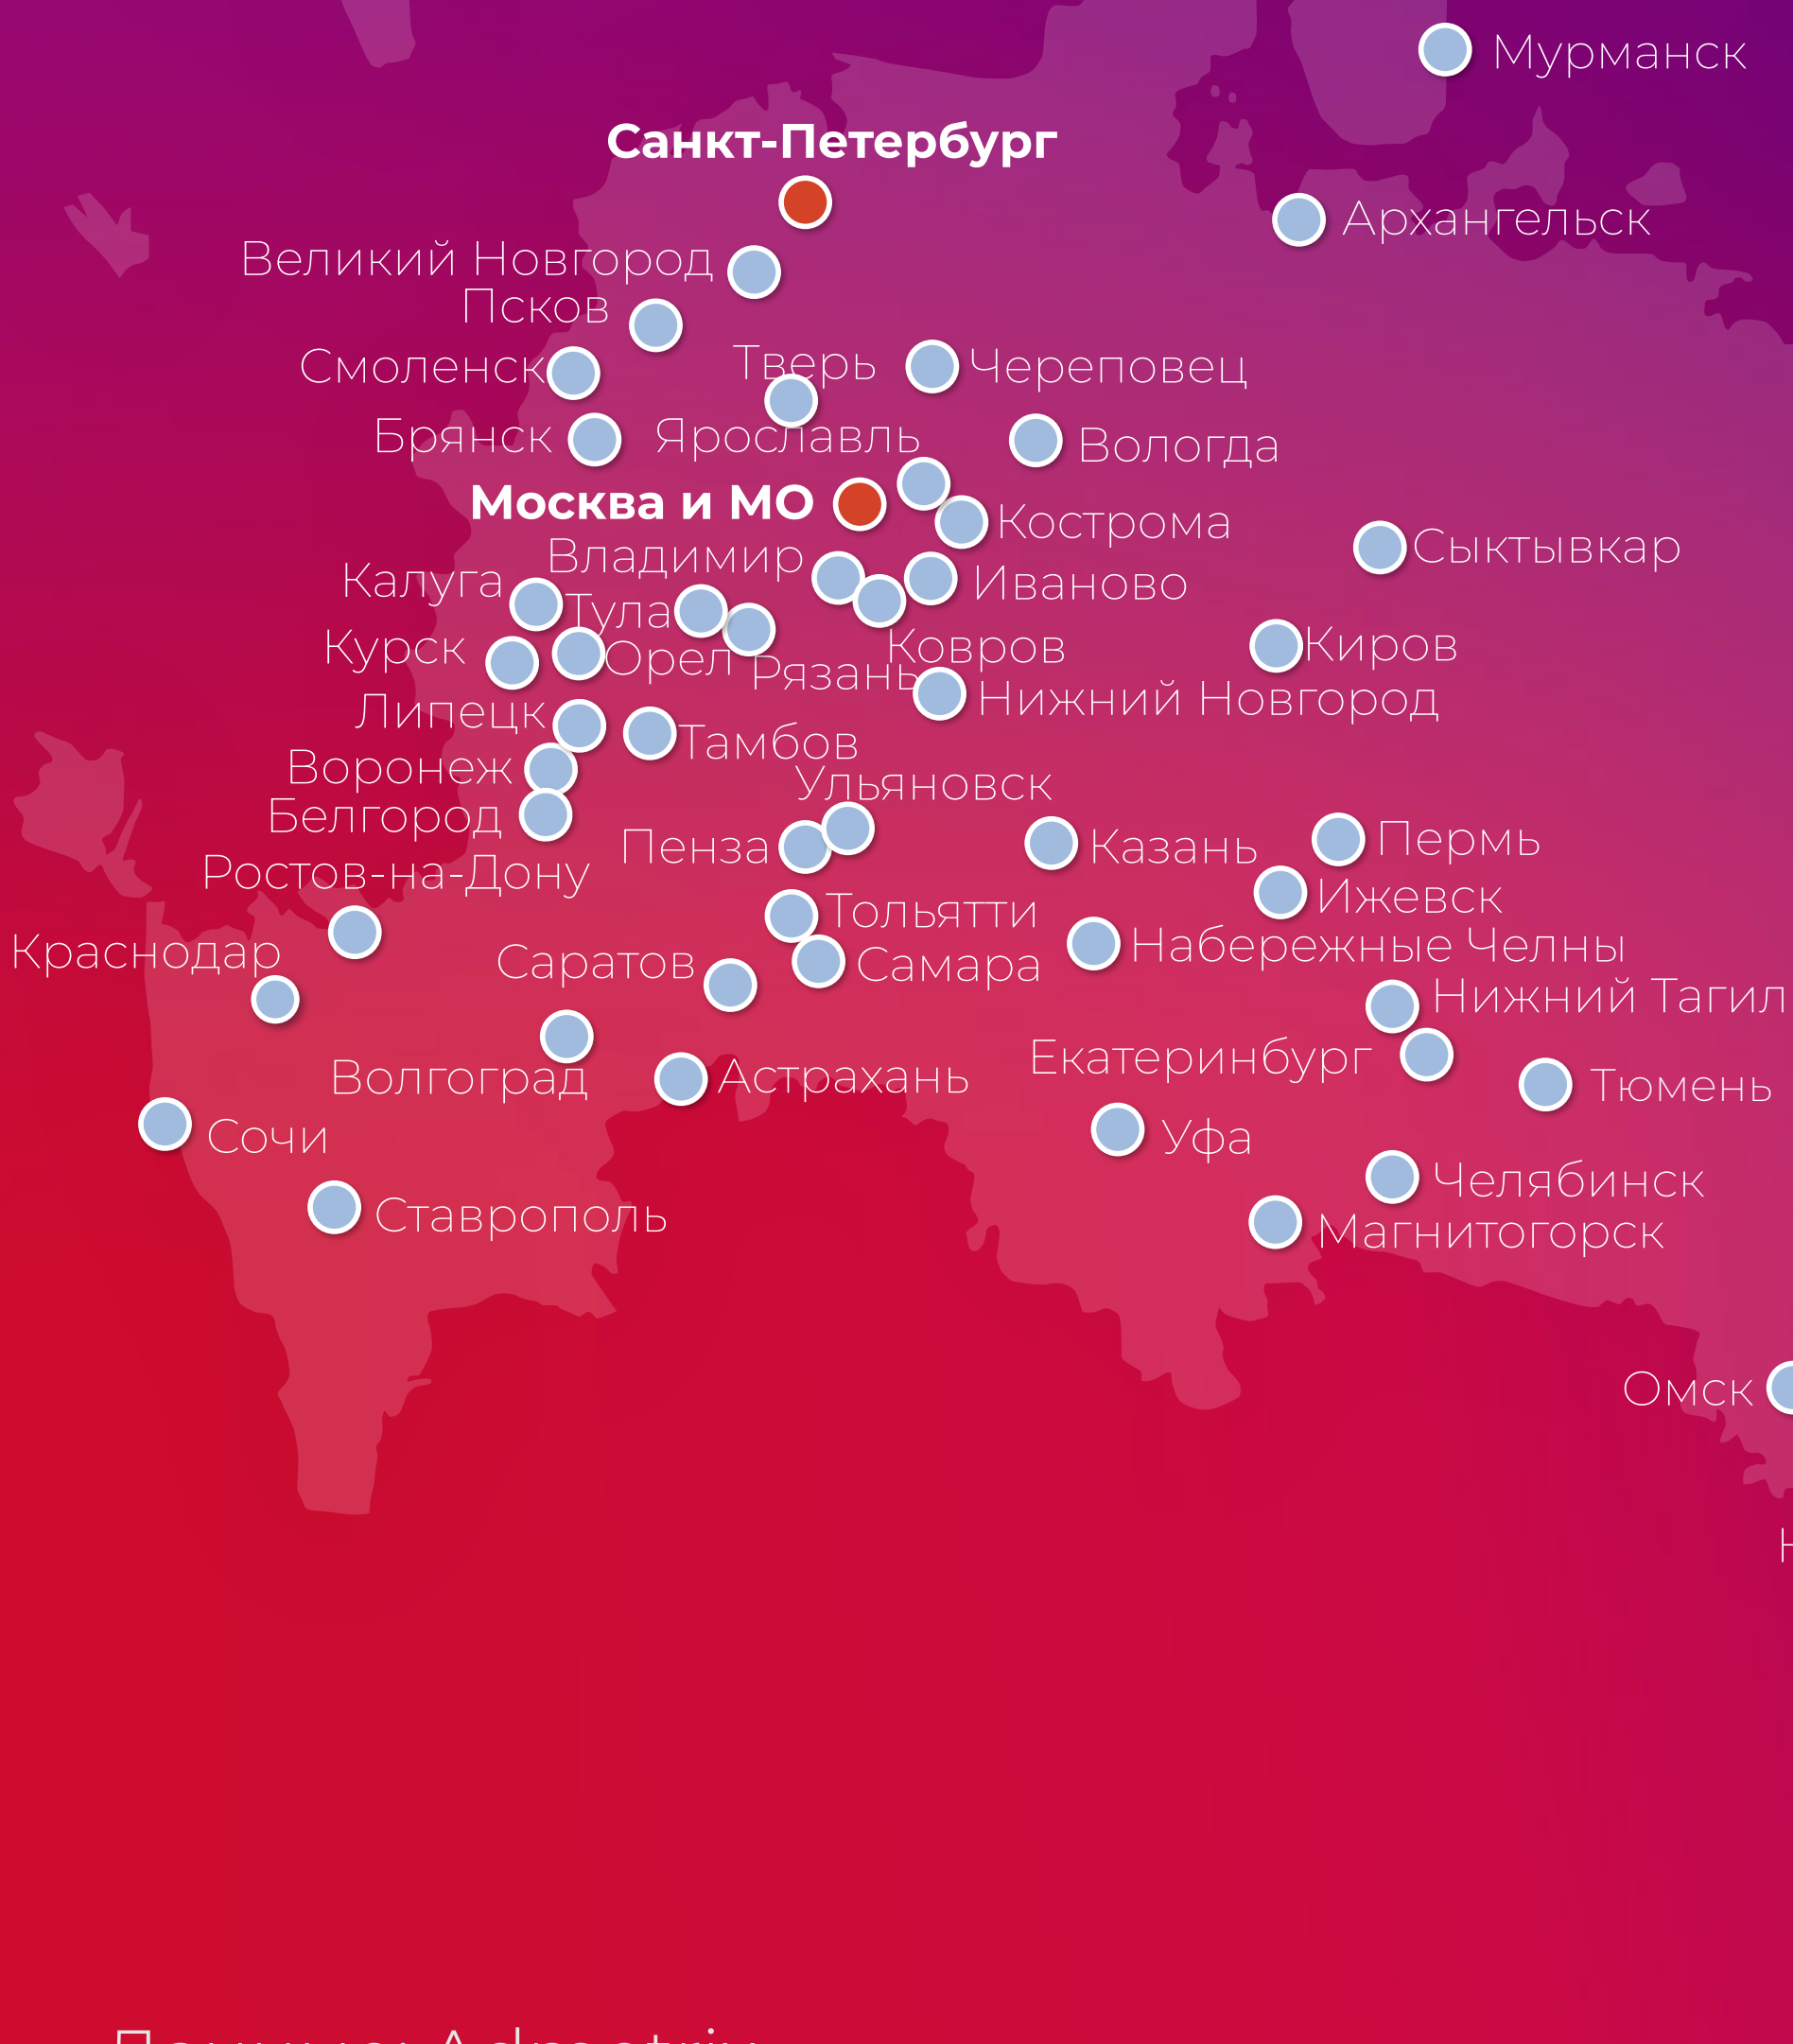 Мурманск
Санкт-Петербург
Архангельск
Великий Новгород
Псков
Смоленск
Тверь
Череповец
Брянск
Ярославль
Вологда
Москва и МО
Кострома
Сыктывкар
Владимир
Калуга
Тула
Иваново
Курск
Орел
Рязань
Ковров
Киров
Нижний Новгород
Липецк
Тамбов
Воронеж
Ульяновск
Белгород
Пенза
Казань
Пермь
Ростов-на-Дону
Ижевск
Тольятти
Краснодар
Саратов
Самара
Набережные Челны
Нижний Тагил
Екатеринбург
Волгоград
Астрахань
Тюмень
Сочи
Уфа
Челябинск
Ставрополь
Магнитогорск
Омск